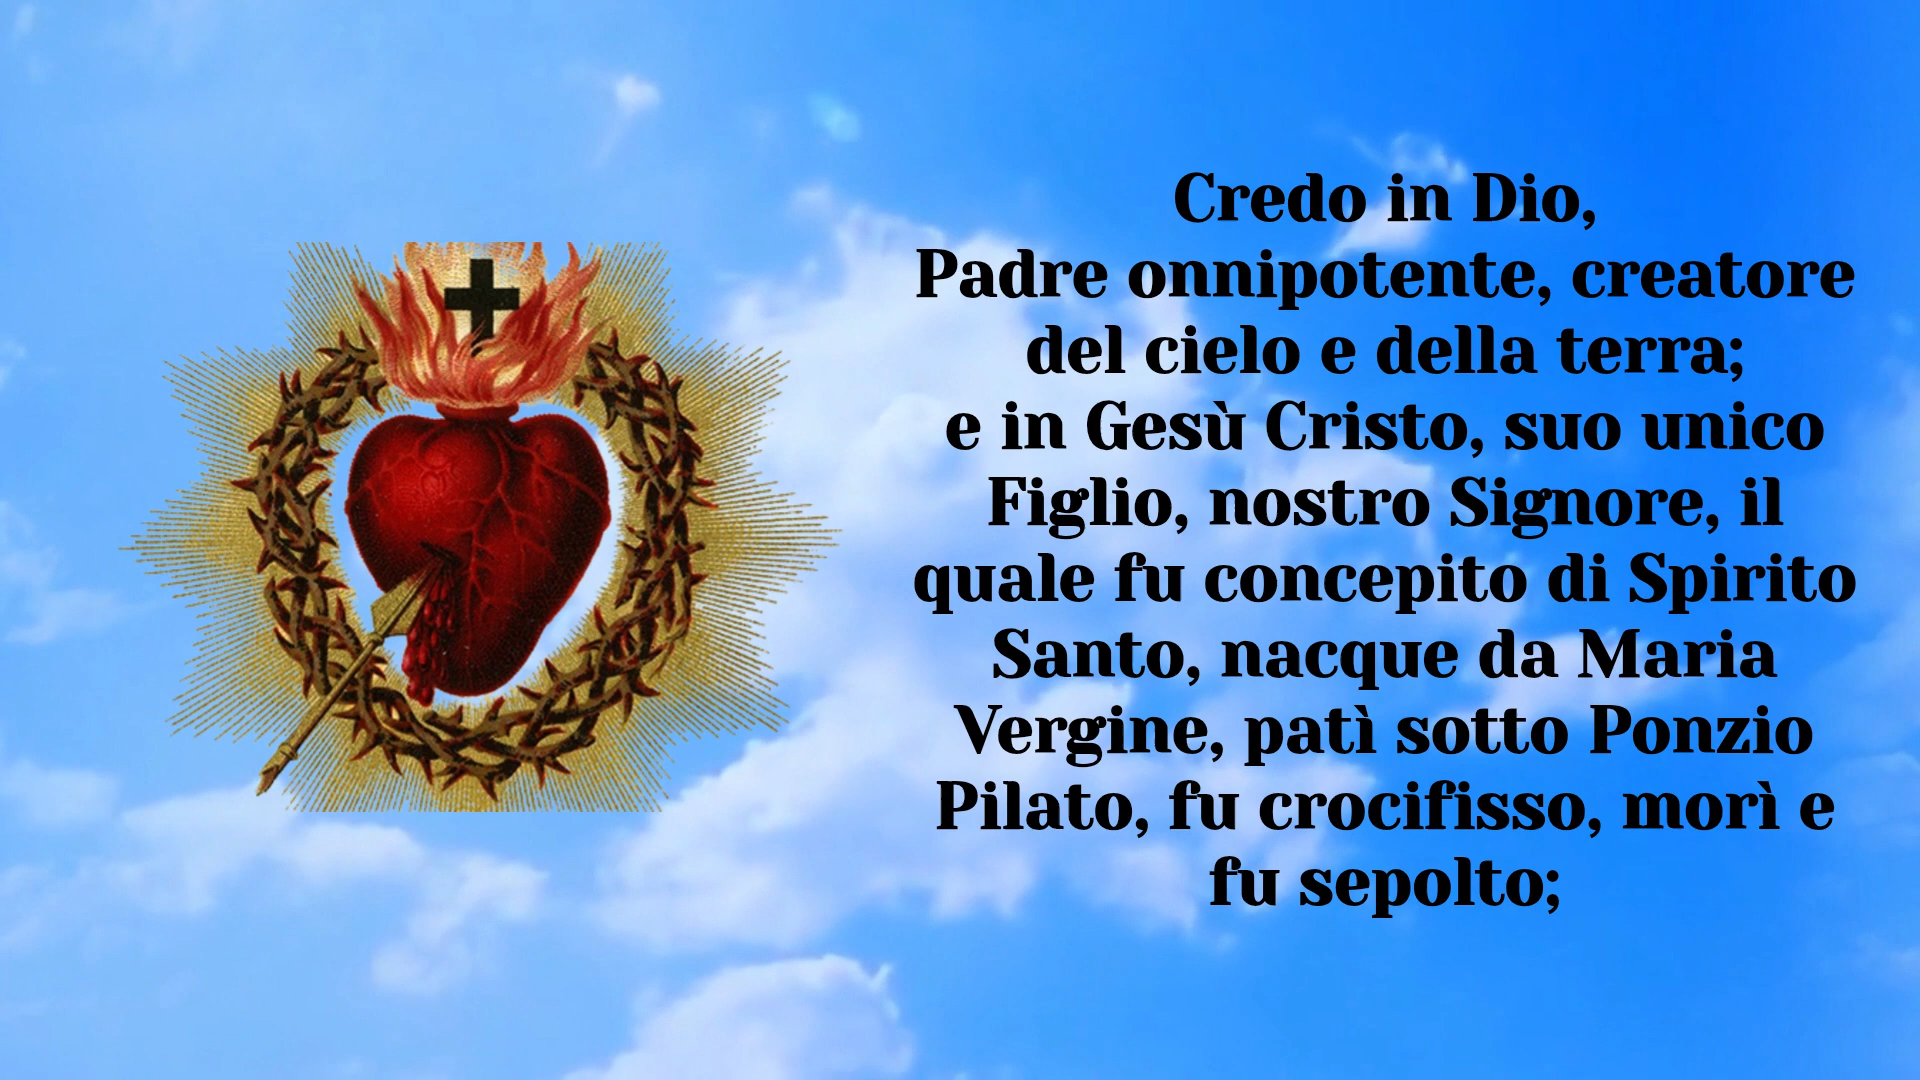 Credo in Dio,
Padre onnipotente, creatore
del cielo e della terra;
e in Gesù Cristo, suo unico
Figlio, nostro Signore, il
quale fu concepito di Spirito
Santo, nacque da Maria
Vergine, patì sotto Ponzio
Pilato, fu crocifisso, morì e
fu sepolto;